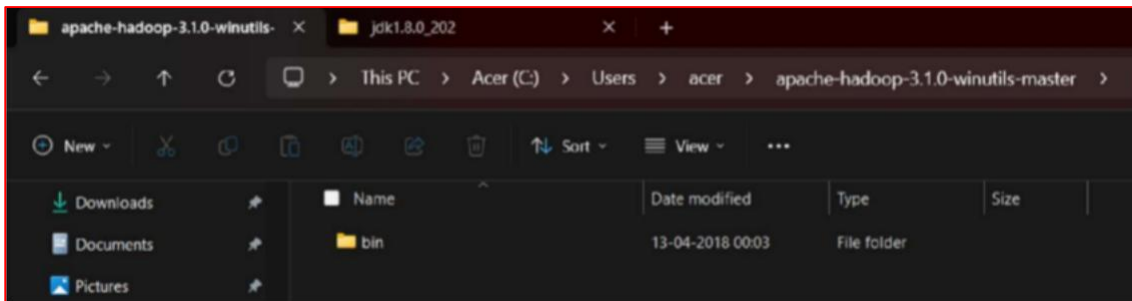 apache-hadoop-3.1.0-winutils- jdk1.8.0_202
This PC > Acer (C:) > Users > acer > apache-hadoop-3.1.0-winutils-master >
New Sort View ...
Downloads Name Date modified Type Size
Documents bin 13-04-2018 00:03 File folder
Pictures